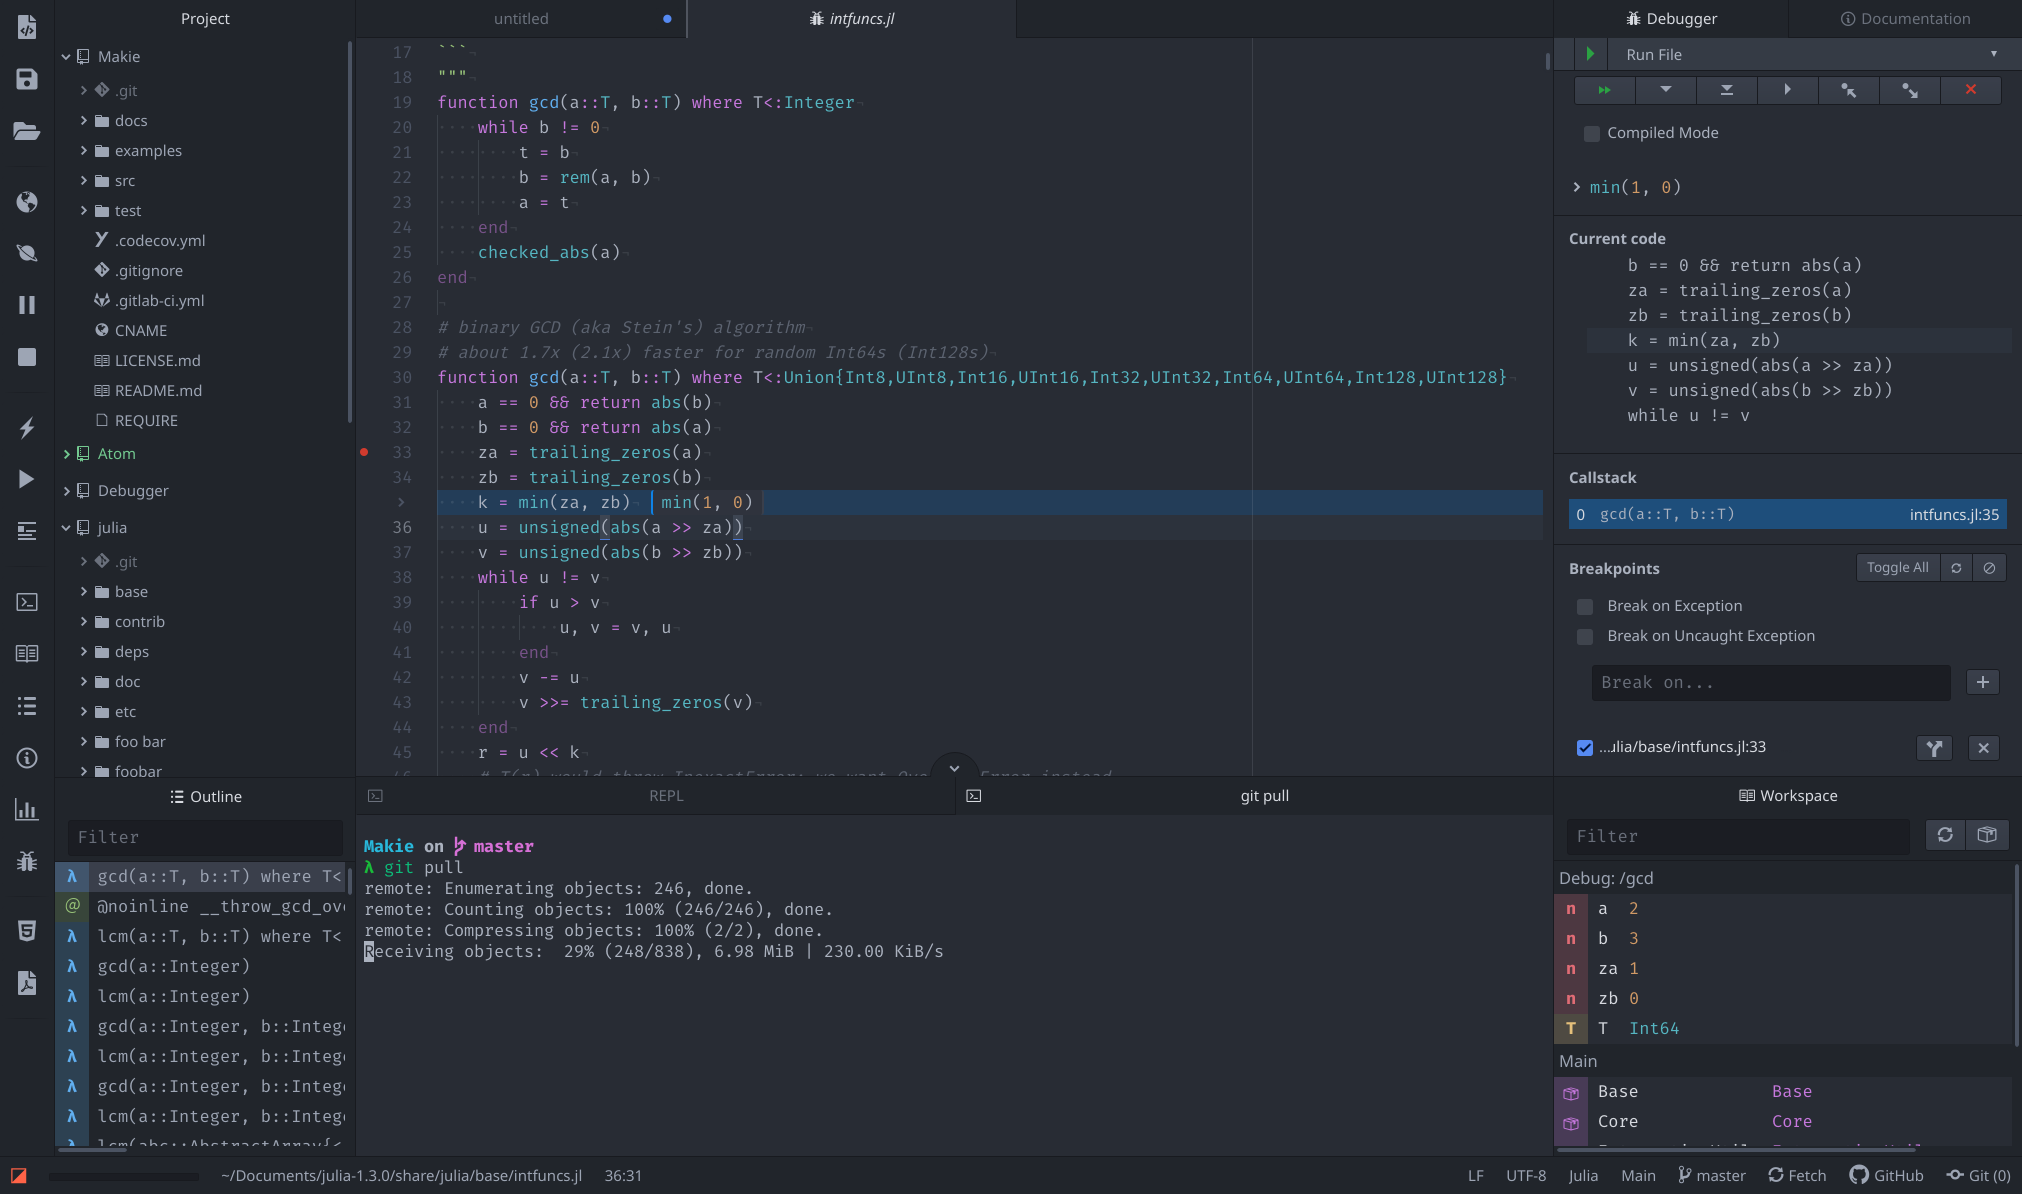 Project
Makie
.git
docs
examples
src
test
.codecov.yml
.gitignore
.gitlab-ci.yml
CNAME
LICENSE.md
README.md
REQUIRE
Atom
Debugger
julia
.git
base
contrib
deps
doc
etc
foo bar
foobar
Outline
Filter
λ gcd(a::T, b::T) where T<
@ @noinline __throw_gcd_ov
λ lcm(a::T, b::T) where T<
λ gcd(a::Integer)
λ lcm(a::Integer)
λ gcd(a::Integer, b::Intege
λ lcm(a::Integer, b::Intege
λ gcd(a::Integer, b::Intege
λ lcm(a::Integer, b::Intege
λ lcm(abc::AbstractArray{<
untitled
intfuncs.jl
17 ```
18 """
19 function gcd(a::T, b::T) where T<:Integer
20 while b != 0
21 t = b
22 b = rem(a, b)
23 a = t
24 end
25 checked_abs(a)
26 end
27
28 # binary GCD (aka Stein's) algorithm
29 # about 1.7x (2.1x) faster for random Int64s (Int128s)
30 function gcd(a::T, b::T) where T<:Union{Int8,UInt8,Int16,UInt16,Int32,UInt32,Int64,UInt64,Int128,UInt128}
31 a == 0 && return abs(b)
32 b == 0 && return abs(a)
33 za = trailing_zeros(a)
34 zb = trailing_zeros(b)
> k = min(za, zb) min(1, 0)
36 u = unsigned(abs(a >> za))
37 v = unsigned(abs(b >> zb))
38 while u != v
39 if u > v
40 u, v = v, u
41 end
42 v -= u
43 v >>= trailing_zeros(v)
44 end
45 r = u << k
REPL
git pull
Makie on master
λ git pull
remote: Enumerating objects: 246, done.
remote: Counting objects: 100% (246/246), done.
remote: Compressing objects: 100% (2/2), done.
Receiving objects: 29% (248/838), 6.98 MiB | 230.00 KiB/s
Debugger
Documentation
Run File
Compiled Mode
> min(1, 0)
Current code
b == 0 && return abs(a)
za = trailing_zeros(a)
zb = trailing_zeros(b)
k = min(za, zb)
u = unsigned(abs(a >> za))
v = unsigned(abs(b >> zb))
while u != v
Callstack
0 gcd(a::T, b::T) intfuncs.jl:35
Breakpoints
Toggle All
Break on Exception
Break on Uncaught Exception
Break on...
...ulia/base/intfuncs.jl:33
Workspace
Filter
Debug: /gcd
n a 2
n b 3
n za 1
n zb 0
T T Int64
Main
Base Base
Core Core
~/Documents/julia-1.3.0/share/julia/base/intfuncs.jl 36:31
LF UTF-8 Julia Main master Fetch GitHub Git (0)